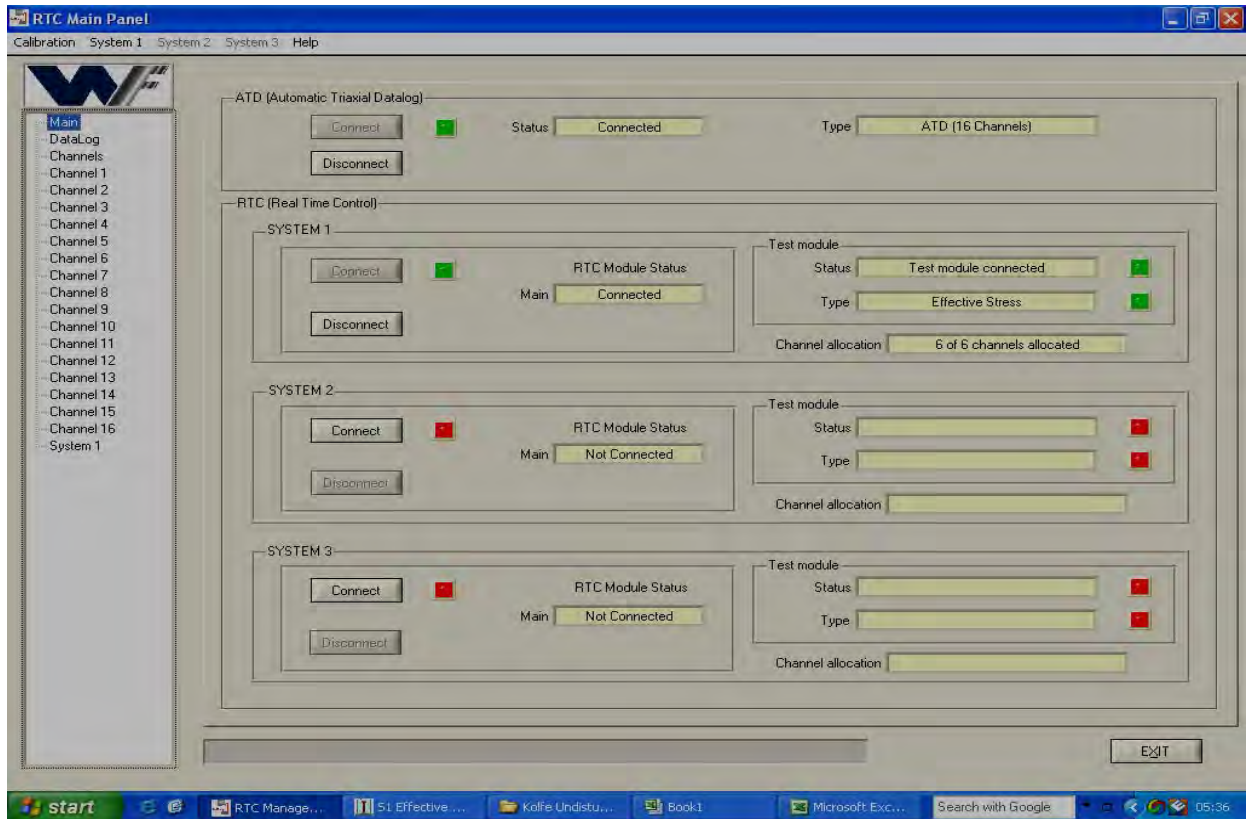 RTC Main Panel
Calibration System 1 System 2 System 3 Help
WF
Main
DataLog
Channels
Channel 1
Channel 2
Channel 3
Channel 4
Channel 5
Channel 6
Channel 7
Channel 8
Channel 9
Channel 10
Channel 11
Channel 12
Channel 13
Channel 14
Channel 15
Channel 16
System 1
ATD (Automatic Triaxial Datalog)
Connect Status Connected Type ATD (16 Channels)
Disconnect
RTC (Real Time Control)
SYSTEM 1
Connect RTC Module Status
Main Connected
Disconnect
Test module
Status Test module connected
Type Effective Stress
Channel allocation 6 of 6 channels allocated
SYSTEM 2
Connect RTC Module Status
Main Not Connected
Disconnect
Test module
Status
Type
Channel allocation
SYSTEM 3
Connect RTC Module Status
Main Not Connected
Disconnect
Test module
Status
Type
Channel allocation
EXIT
start RTC Manage... S1 Effective ... Kolfe Undistu... Book1 Microsoft Exc... Search with Google 05:36